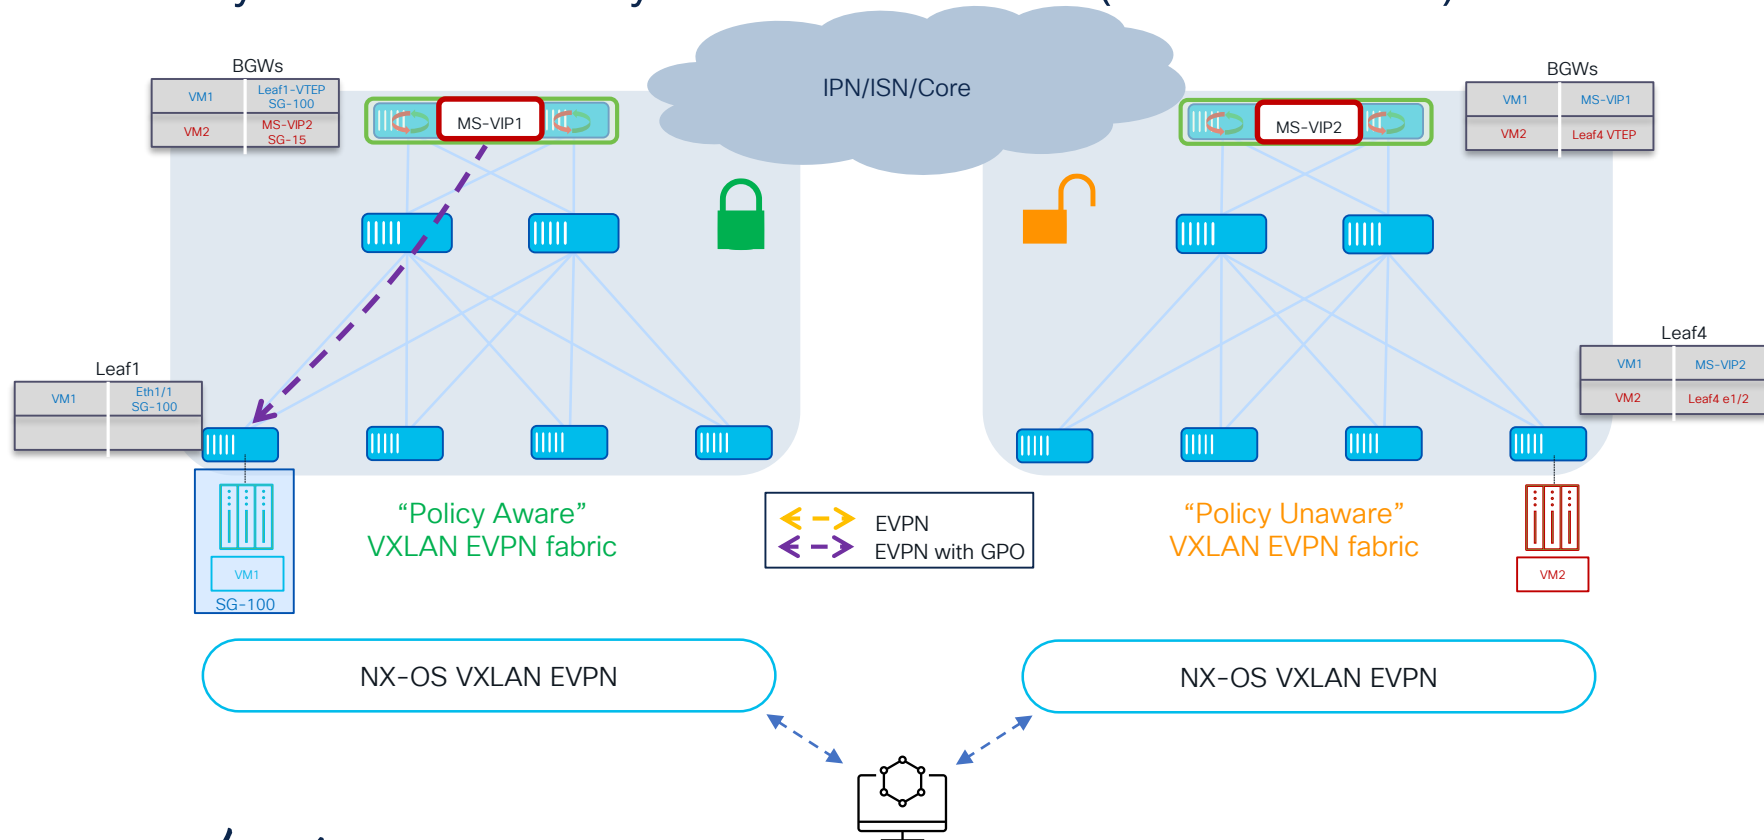 IPN/ISN/Core
BGWs
VM1
Leaf1-VTEP
SG-100
VM2
MS-VIP2
SG-15
MS-VIP1
MS-VIP2
BGWs
VM1
MS-VIP1
VM2
Leaf4 VTEP
Leaf1
VM1
Eth1/1
SG-100
Leaf4
VM1
MS-VIP2
VM2
Leaf4 e1/2
VM1
SG-100
“Policy Aware”
VXLAN EVPN fabric
EVPN
EVPN with GPO
“Policy Unaware”
VXLAN EVPN fabric
VM2
NX-OS VXLAN EVPN
NX-OS VXLAN EVPN